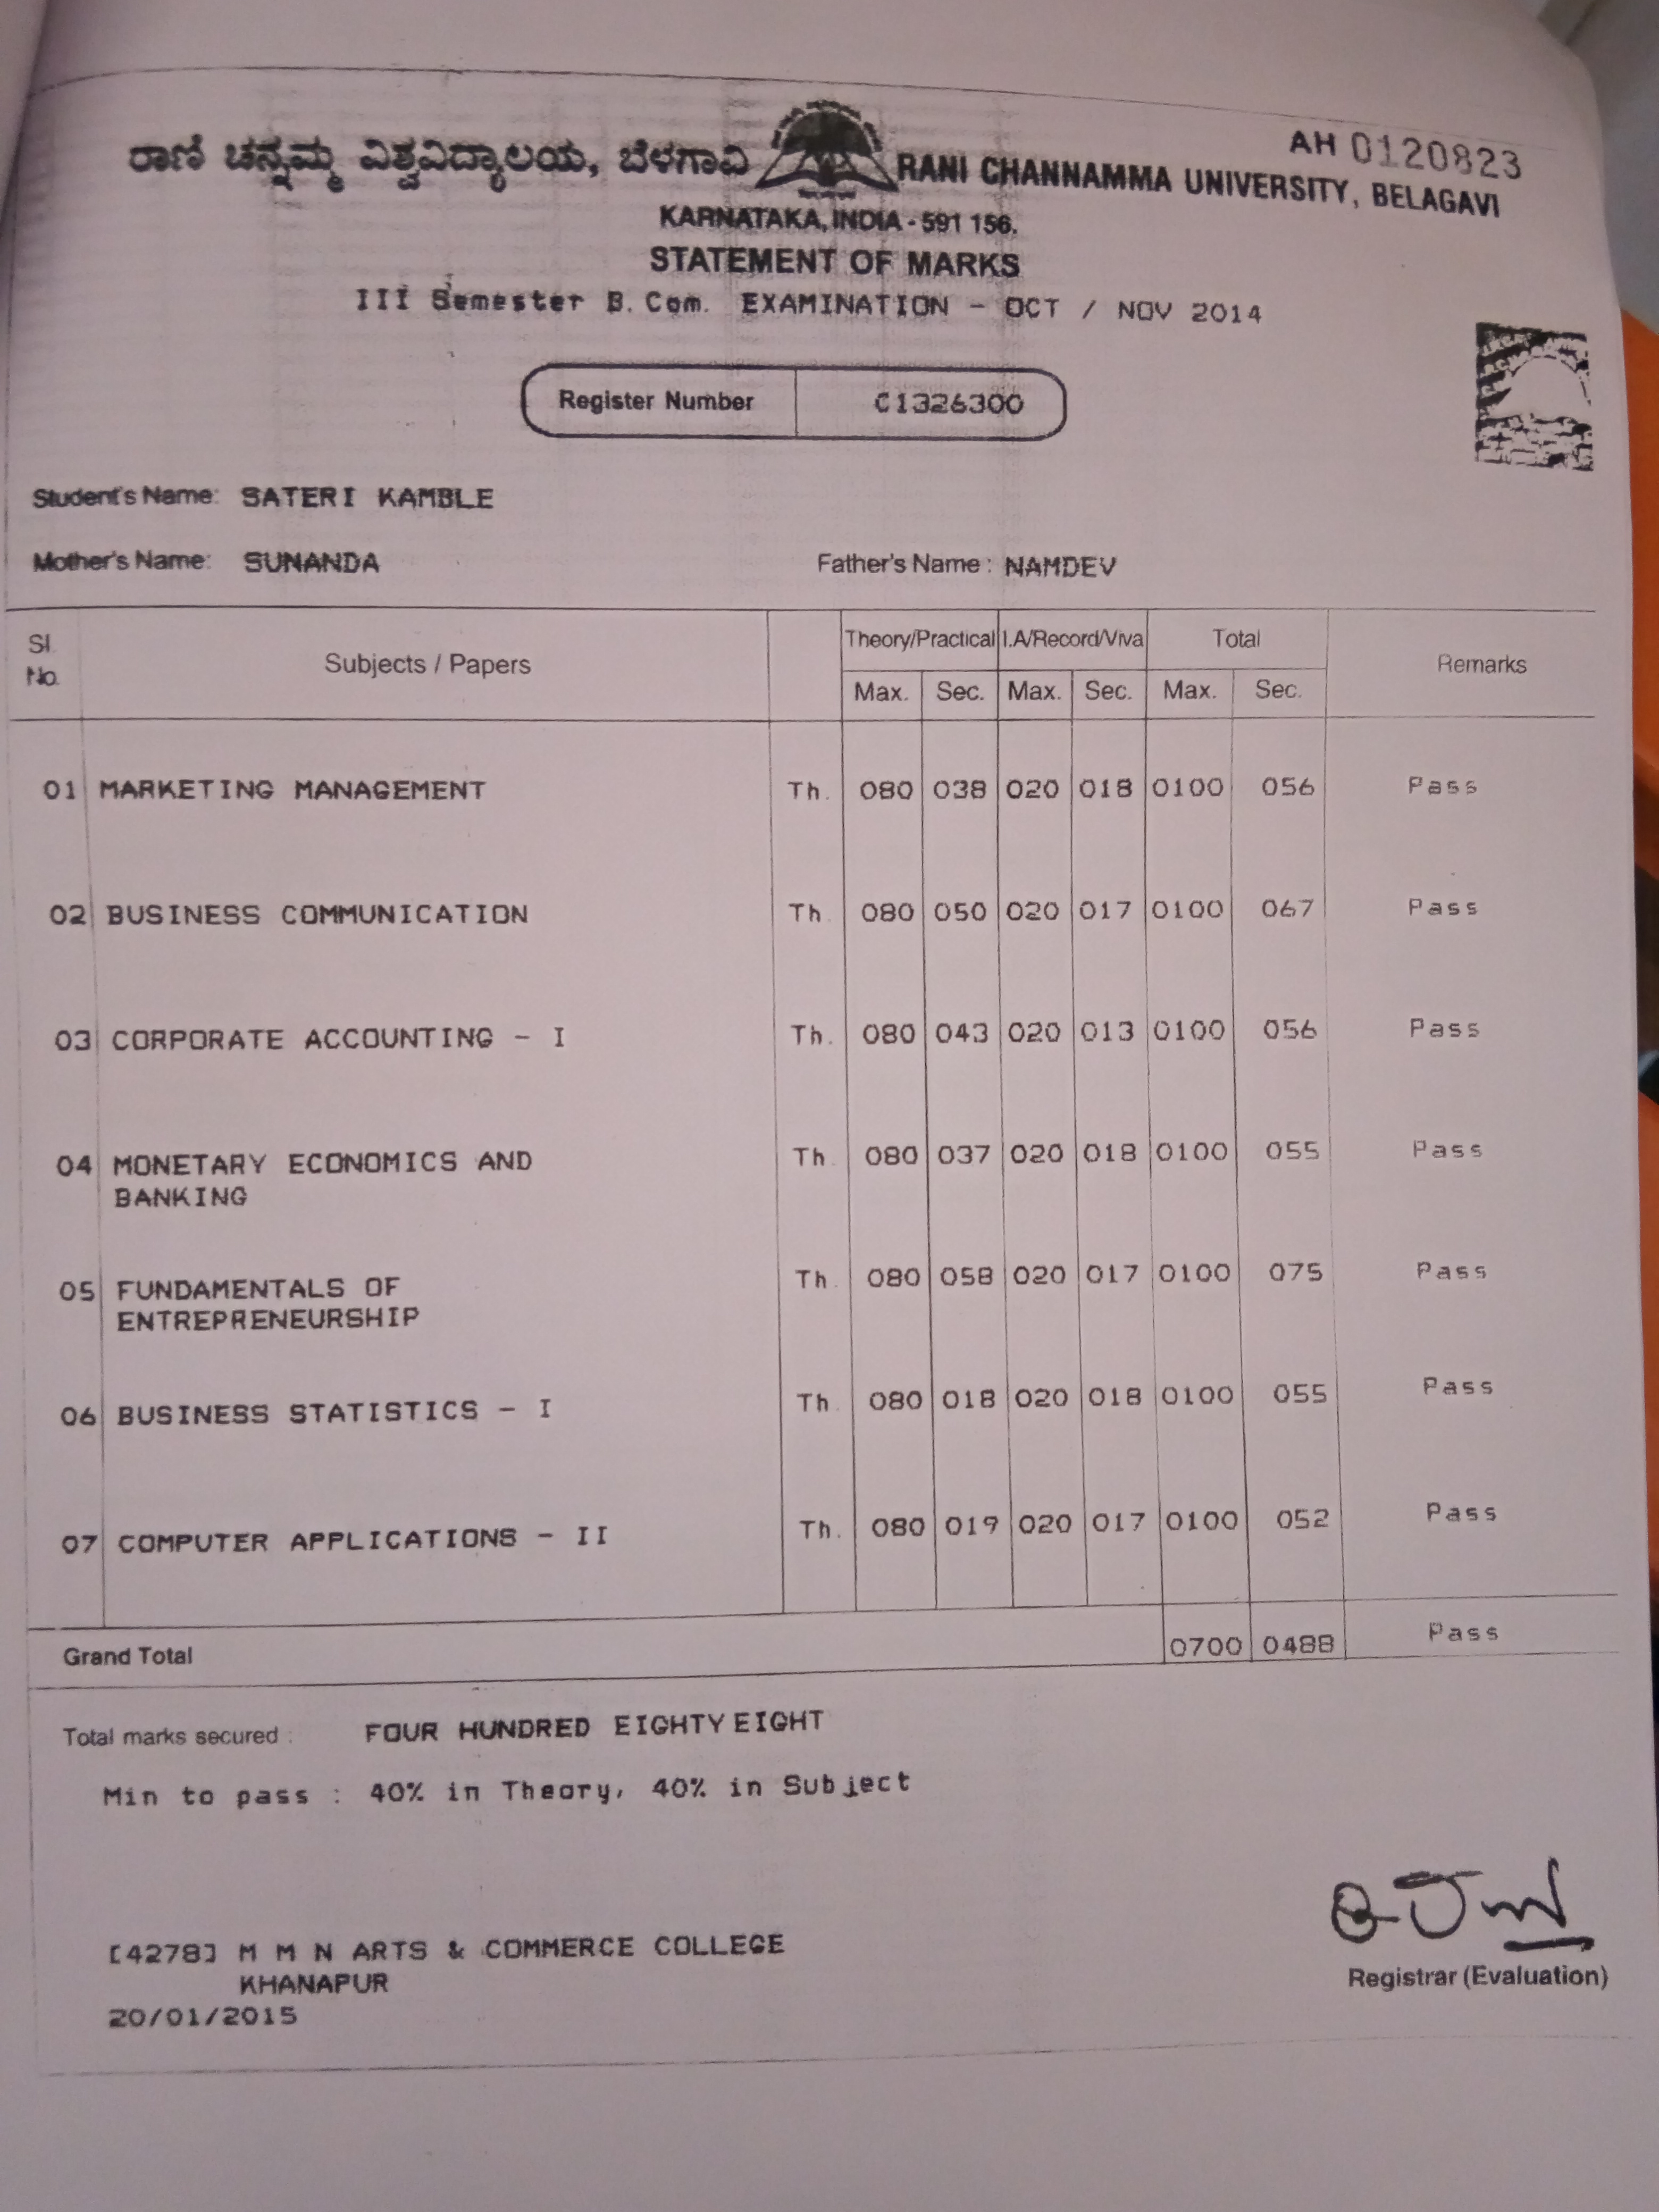 AH 0120823
ರಾಣಿ ಚನ್ನಮ್ಮ ವಿಶ್ವವಿದ್ಯಾಲಯ, ಬೆಳಗಾವಿ RANI CHANNAMMA UNIVERSITY, BELAGAVI
KARNATAKA, INDIA - 591 156.
STATEMENT OF MARKS
III Semester B.Com. EXAMINATION - OCT / NOV 2014
Register Number C1326300
Student's Name: SATERI KAMBLE
Mother's Name: SUNANDA Father's Name : NAMDEV
Sl. No. Subjects / Papers Theory/Practical I.A/Record/Viva Total Remarks
Max. Sec. Max. Sec. Max. Sec.
01 MARKETING MANAGEMENT Th. 080 038 020 018 0100 056 Pass
02 BUSINESS COMMUNICATION Th. 080 050 020 017 0100 067 Pass
03 CORPORATE ACCOUNTING - I Th. 080 043 020 013 0100 056 Pass
04 MONETARY ECONOMICS AND Th. 080 037 020 018 0100 055 Pass
BANKING
05 FUNDAMENTALS OF Th. 080 058 020 017 0100 075 Pass
ENTREPRENEURSHIP
06 BUSINESS STATISTICS - I Th. 080 018 020 018 0100 055 Pass
07 COMPUTER APPLICATIONS - II Th. 080 019 020 017 0100 052 Pass
Grand Total 0700 0488 Pass
Total marks secured : FOUR HUNDRED EIGHTY EIGHT
Min to pass : 40% in Theory, 40% in Subject
[4278] M M N ARTS & COMMERCE COLLEGE
KHANAPUR
20/01/2015
Registrar (Evaluation)